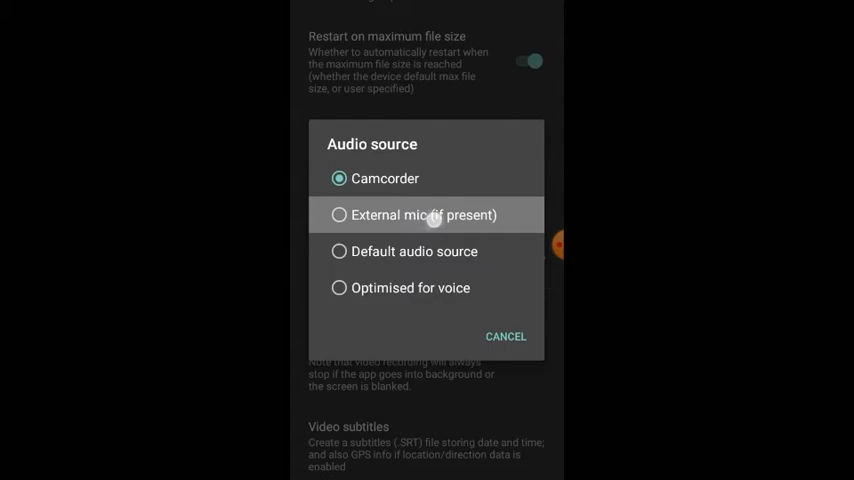 Restart on maximum file size
Whether to automatically restart when
the maximum file size is reached
(whether the device default max file
size, or user specified)
Audio source
Camcorder
External mic (if present)
Default audio source
Optimised for voice
CANCEL
Note that video recording will always
stop if the app goes into background or
the screen is blanked.
Video subtitles
Create a subtitles (.SRT) file storing date and time;
and also GPS info if location/direction data is
enabled